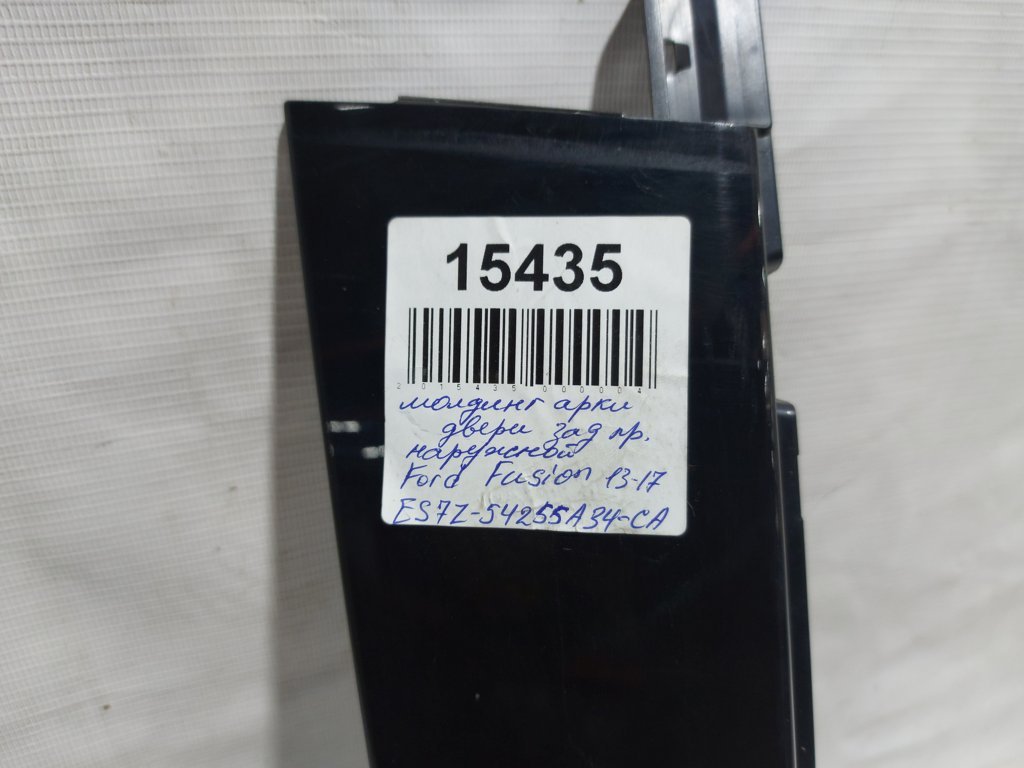 15435
2015435000004
молдинг арки
двери зад пр.
наружной
Ford Fusion 13-17
ES7Z-54255A34-CA